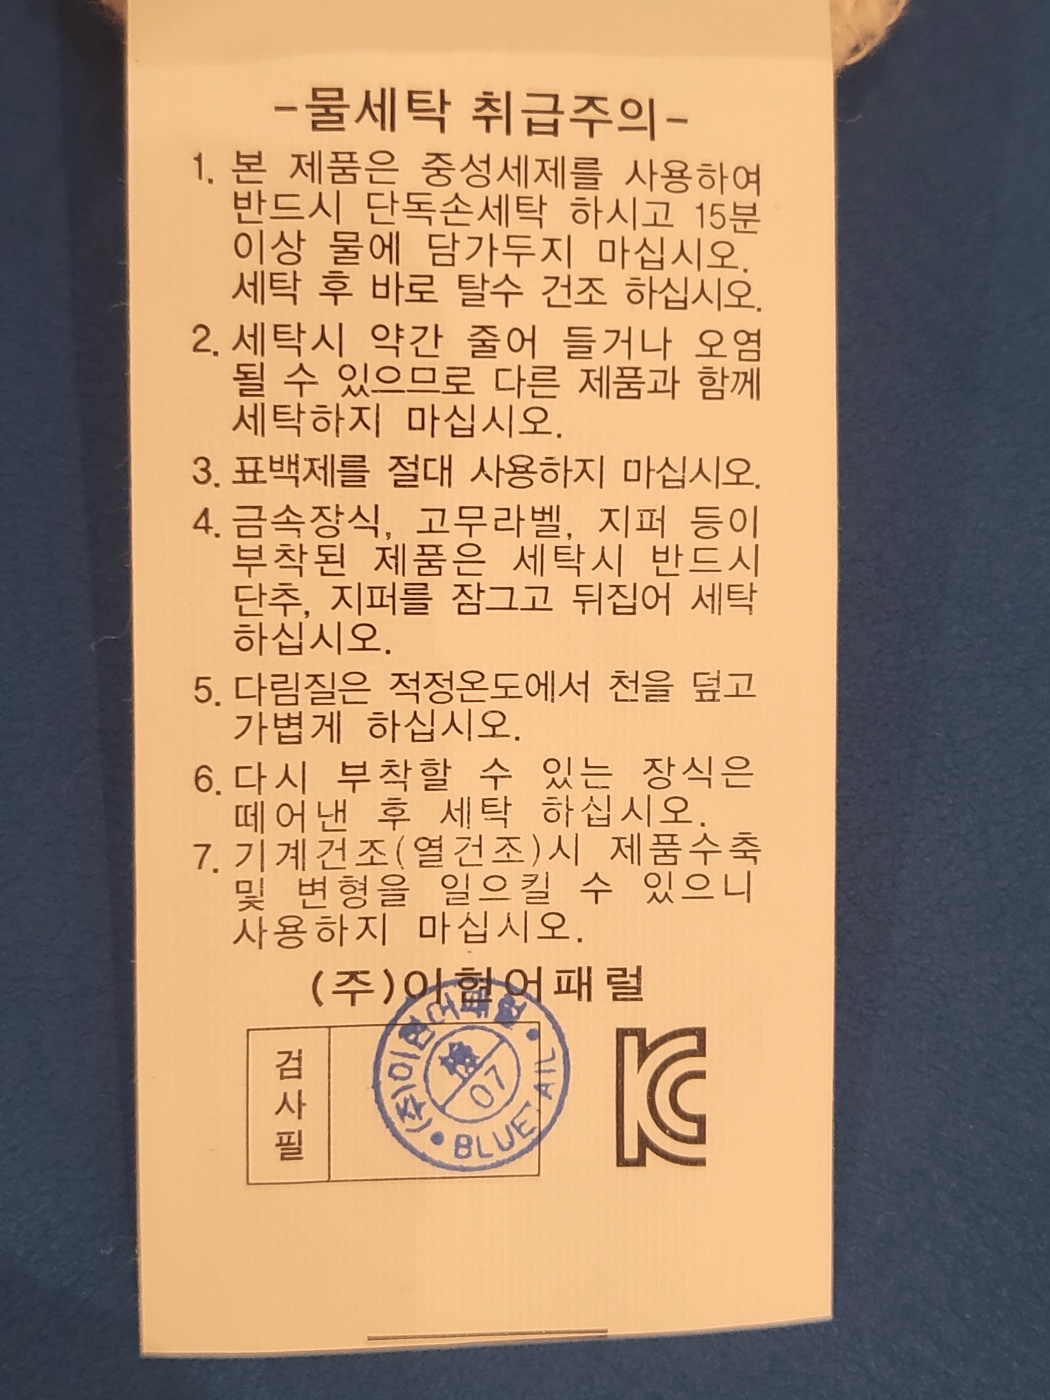 -물세탁 취급주의-
1. 본 제품은 중성세제를 사용하여
반드시 단독손세탁 하시고 15분
이상 물에 담가두지 마십시오.
세탁 후 바로 탈수 건조 하십시오.
2. 세탁시 약간 줄어 들거나 오염
될 수 있으므로 다른 제품과 함께
세탁하지 마십시오.
3. 표백제를 절대 사용하지 마십시오.
4. 금속장식, 고무라벨, 지퍼 등이
부착된 제품은 세탁시 반드시
단추, 지퍼를 잠그고 뒤집어 세탁
하십시오.
5. 다림질은 적정온도에서 천을 덮고
가볍게 하십시오.
6. 다시 부착할 수 있는 장식은
떼어낸 후 세탁 하십시오.
7. 기계건조(열건조)시 제품수축
및 변형을 일으킬 수 있으니
사용하지 마십시오.
(주)이혐어패럴
검사필
07
BLUE
KC